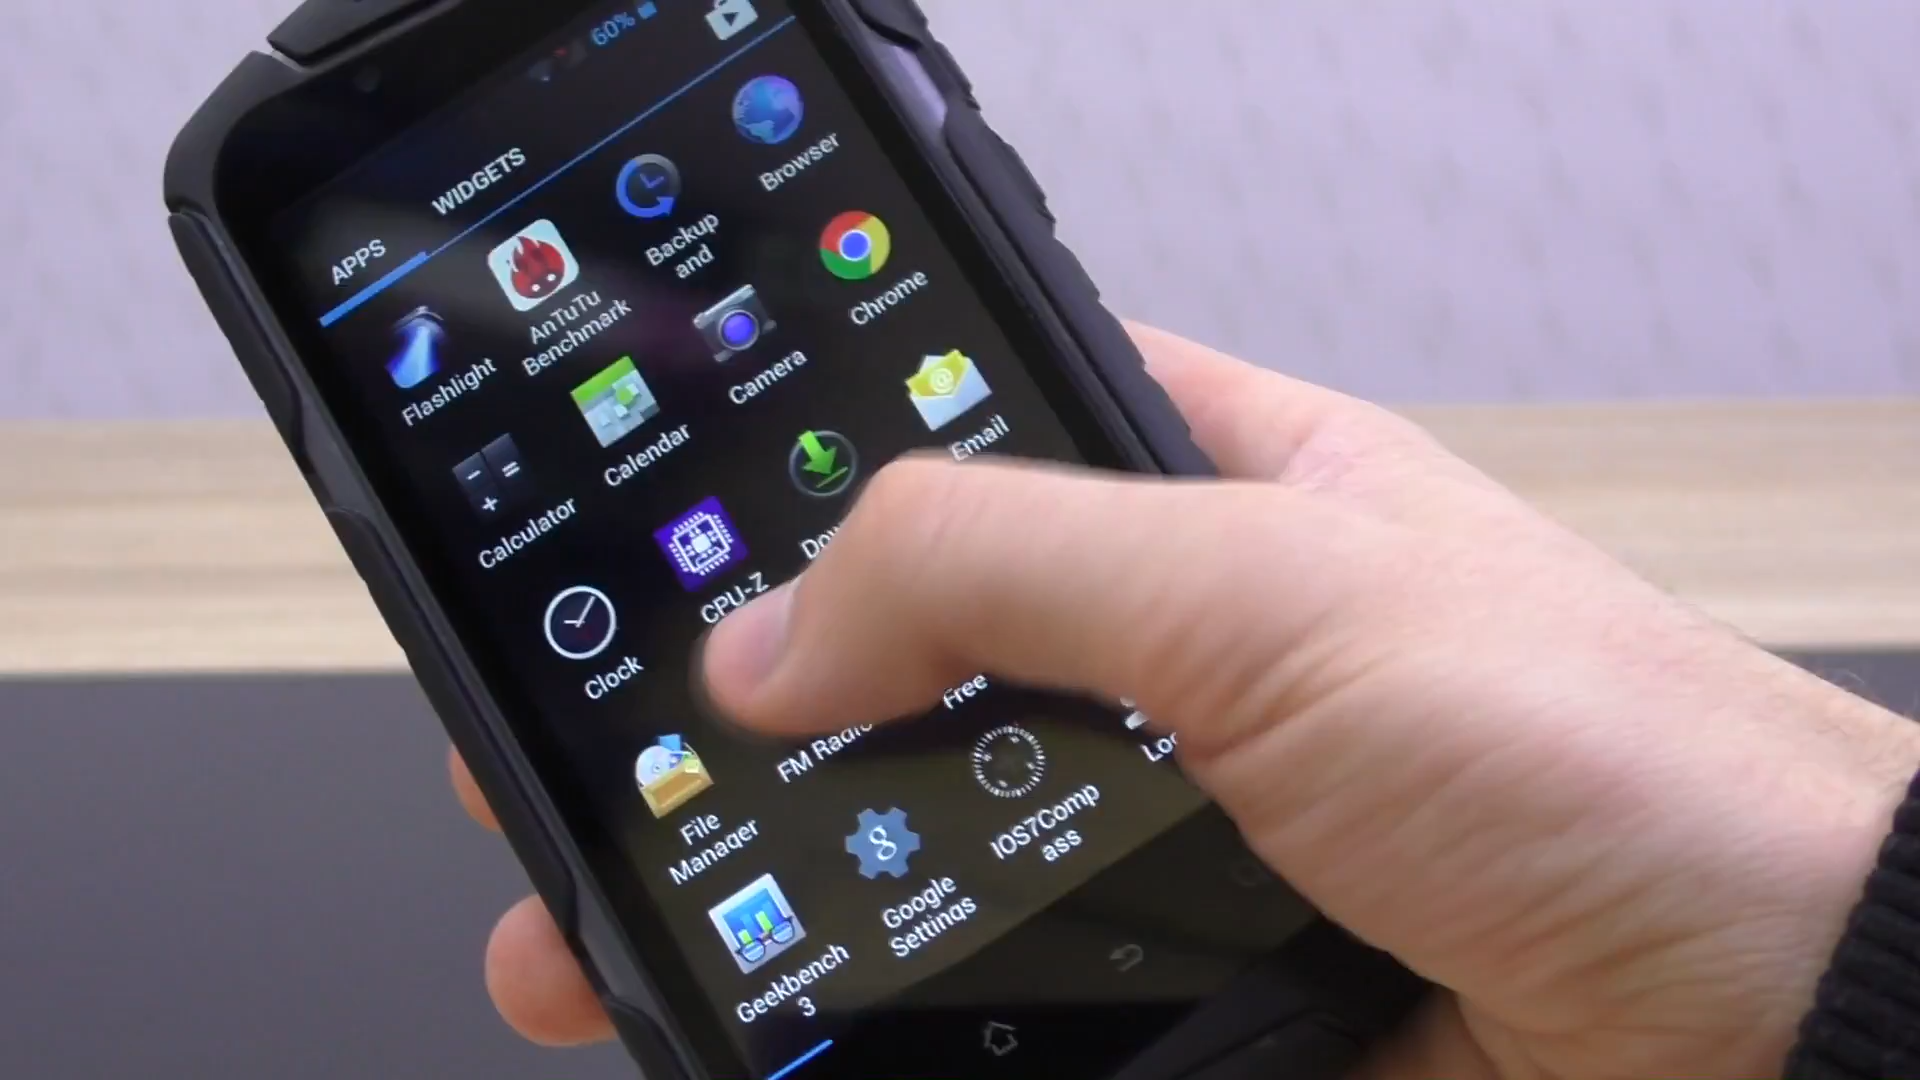 60%
APPS
WIDGETS
Flashlight
AnTuTu
Benchmark
Backup
and
Browser
Calculator
Calendar
Camera
Chrome
Clock
CPU-Z
Email
File
Manager
FM Radio
Free
Geekbench
3
g
Google
Settings
IOS7Comp
ass